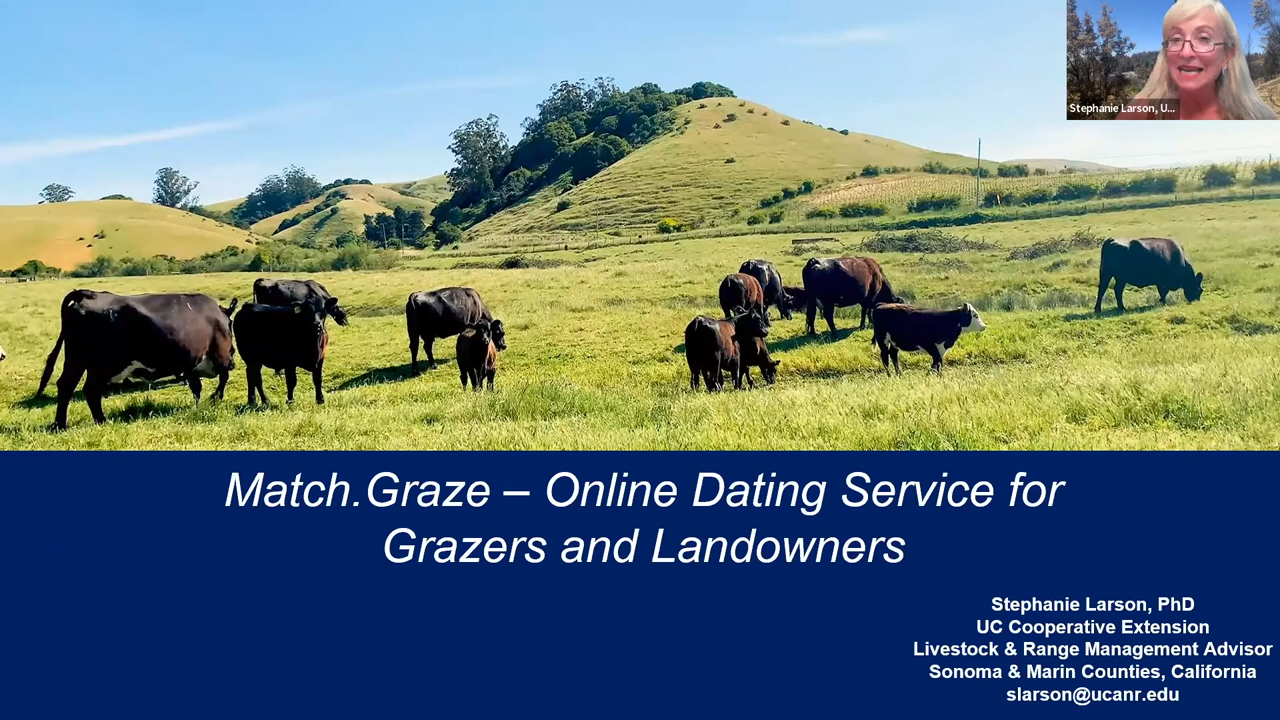 Stephanie Larson, U...
Match.Graze – Online Dating Service for
Grazers and Landowners
Stephanie Larson, PhD
UC Cooperative Extension
Livestock & Range Management Advisor
Sonoma & Marin Counties, California
slarson@ucanr.edu